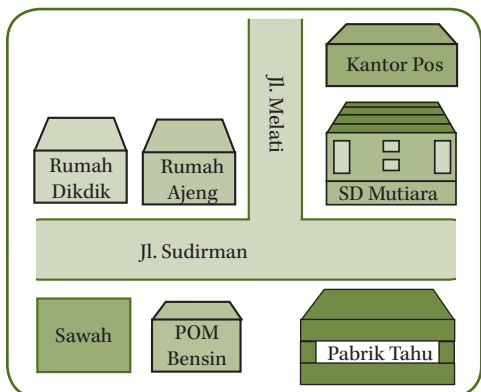 Kantor Pos
Jl. Melati
Rumah
Dikdik
Rumah
Ajeng
SD Mutiara
Jl. Sudirman
Sawah
POM
Bensin
Pabrik Tahu